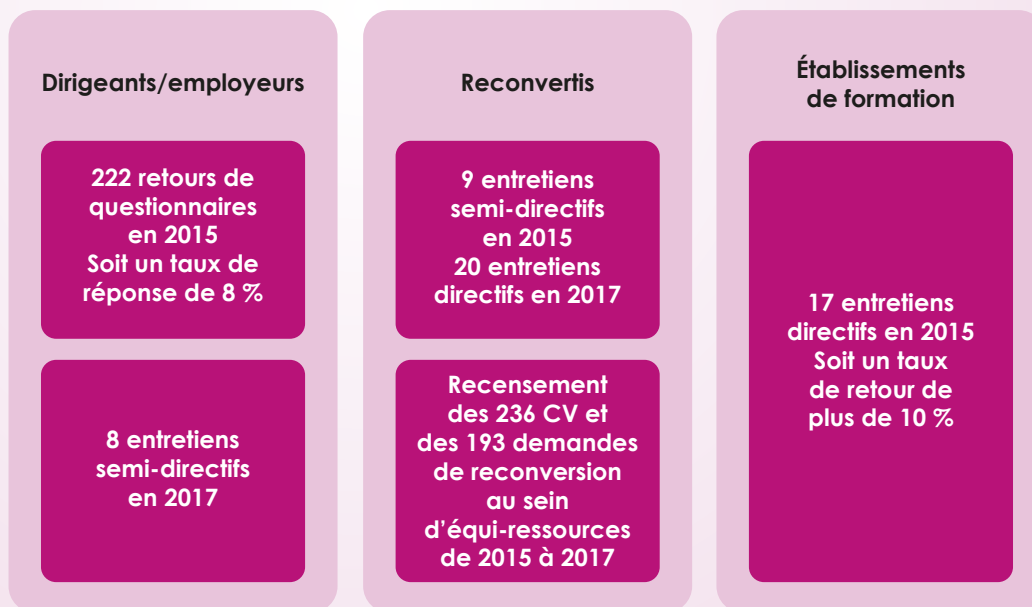 Dirigeants/employeurs
222 retours de
questionnaires
en 2015
Soit un taux de
réponse de 8 %
8 entretiens
semi-directifs
en 2017
Reconvertis
9 entretiens
semi-directifs
en 2015
20 entretiens
directifs en 2017
Recensement
des 236 CV et
des 193 demandes
de reconversion
au sein
d'équi-ressources
de 2015 à 2017
Établissements
de formation
17 entretiens
directifs en 2015
Soit un taux
de retour de
plus de 10 %